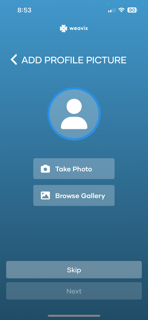 8:53
weavix
ADD PROFILE PICTURE
Take Photo
Browse Gallery
Skip
Next